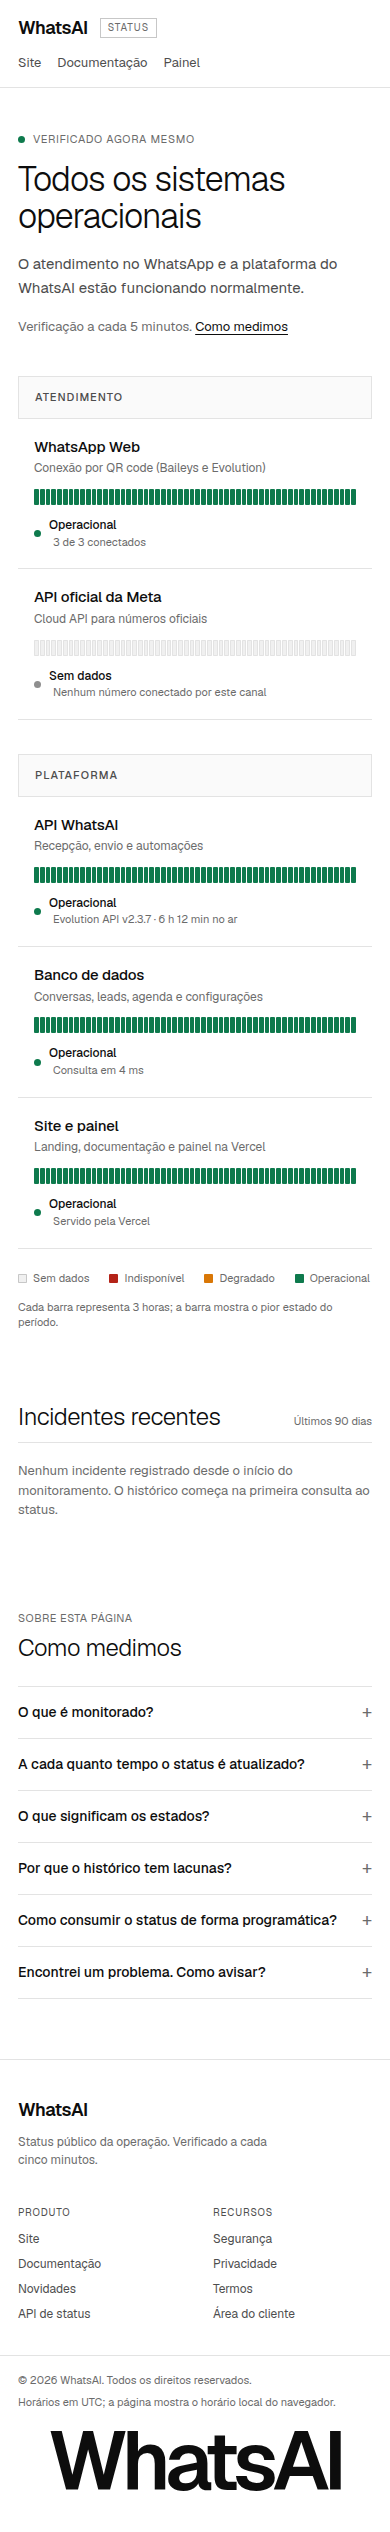 WhatsAI STATUS
Site Documentação Painel
VERIFICADO AGORA MESMO
Todos os sistemas
operacionais
O atendimento no WhatsApp e a plataforma do
WhatsAI estão funcionando normalmente.
Verificação a cada 5 minutos. Como medimos
ATENDIMENTO
WhatsApp Web
Conexão por QR code (Baileys e Evolution)
Operacional
3 de 3 conectados
API oficial da Meta
Cloud API para números oficiais
Sem dados
Nenhum número conectado por este canal
PLATAFORMA
API WhatsAI
Recepção, envio e automações
Operacional
Evolution API v2.3.7 · 6 h 12 min no ar
Banco de dados
Conversas, leads, agenda e configurações
Operacional
Consulta em 4 ms
Site e painel
Landing, documentação e painel na Vercel
Operacional
Servido pela Vercel
Sem dados Indisponível Degradado Operacional
Cada barra representa 3 horas; a barra mostra o pior estado do
período.
Incidentes recentes Últimos 90 dias
Nenhum incidente registrado desde o início do
monitoramento. O histórico começa na primeira consulta ao
status.
SOBRE ESTA PÁGINA
Como medimos
O que é monitorado? +
A cada quanto tempo o status é atualizado? +
O que significam os estados? +
Por que o histórico tem lacunas? +
Como consumir o status de forma programática? +
Encontrei um problema. Como avisar? +
WhatsAI
Status público da operação. Verificado a cada
cinco minutos.
PRODUTO RECURSOS
Site Segurança
Documentação Privacidade
Novidades Termos
API de status Área do cliente
© 2026 WhatsAI. Todos os direitos reservados.
Horários em UTC; a página mostra o horário local do navegador.
WhatsAI